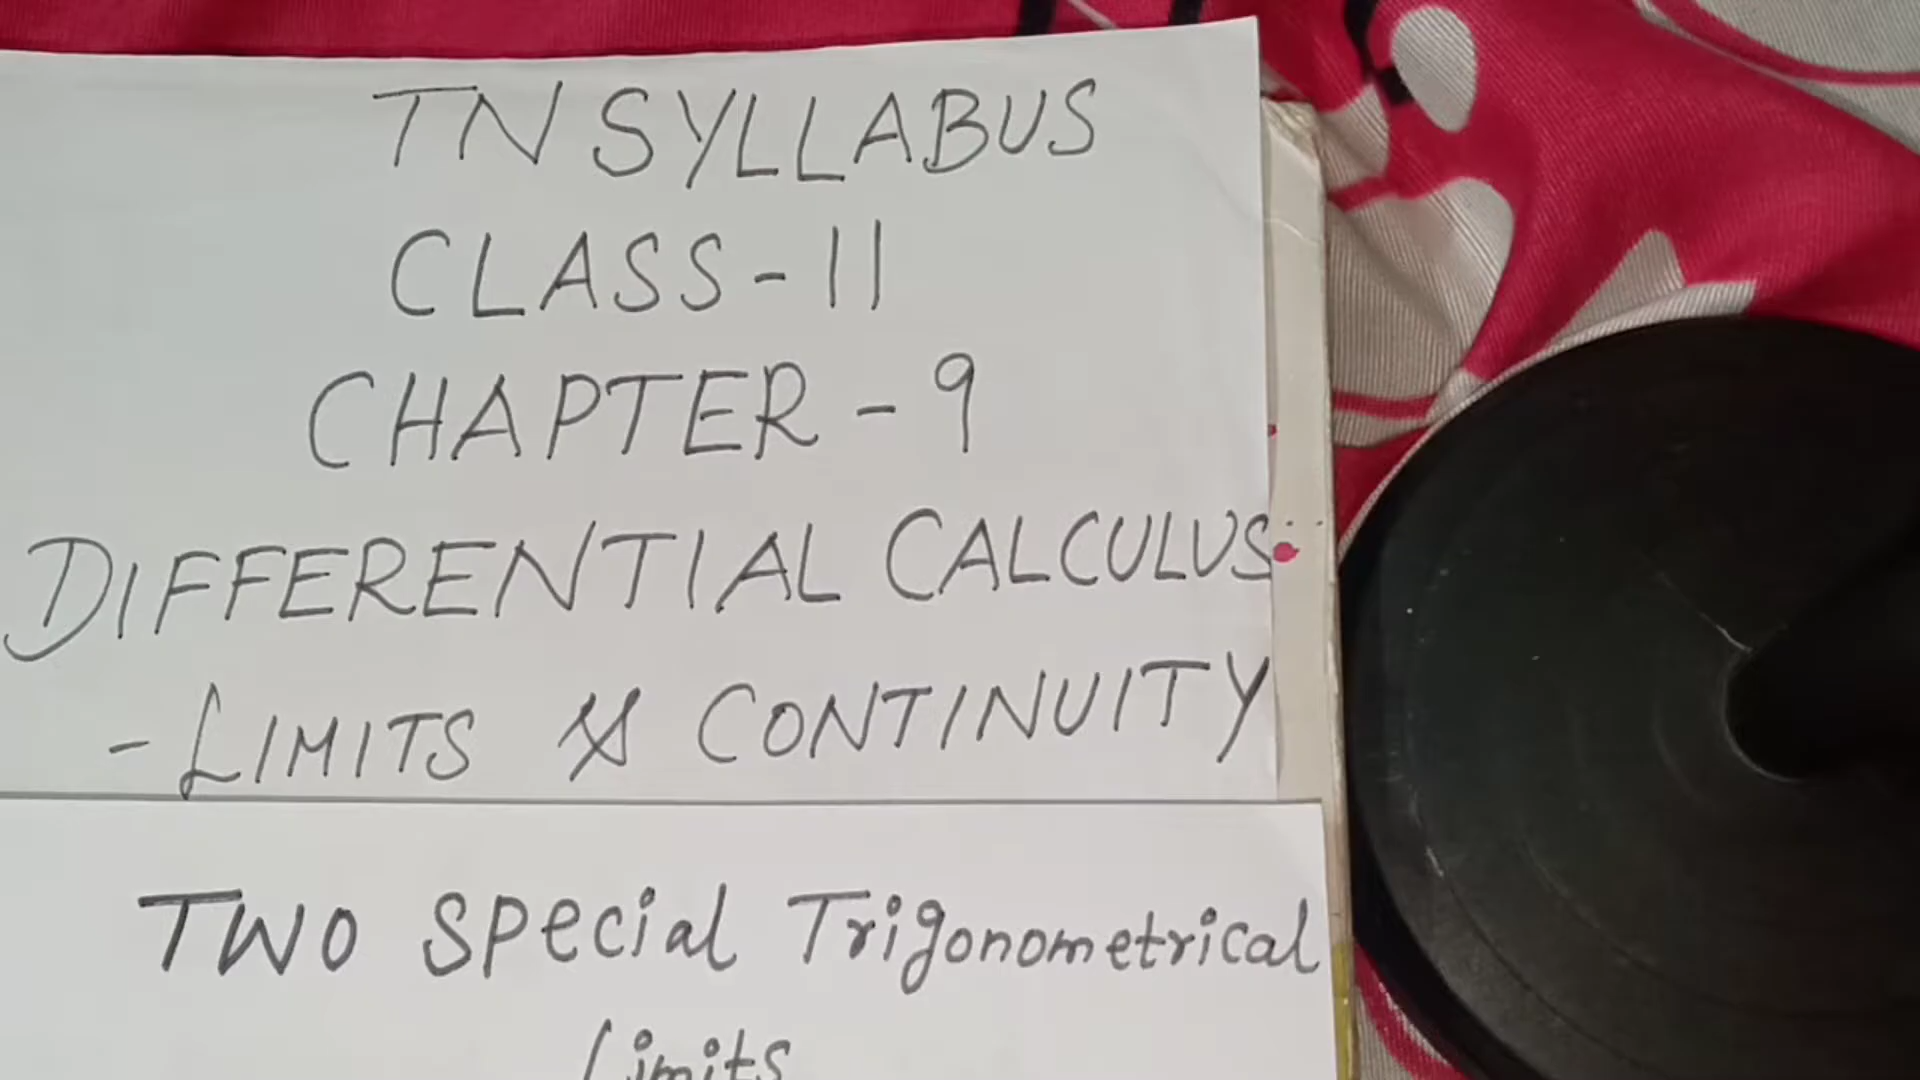 TN SYLLABUS
CLASS-11
CHAPTER-9
DIFFERENTIAL CALCULUS
-LIMITS & CONTINUITY
TWO Special Trigonometrical
Limits